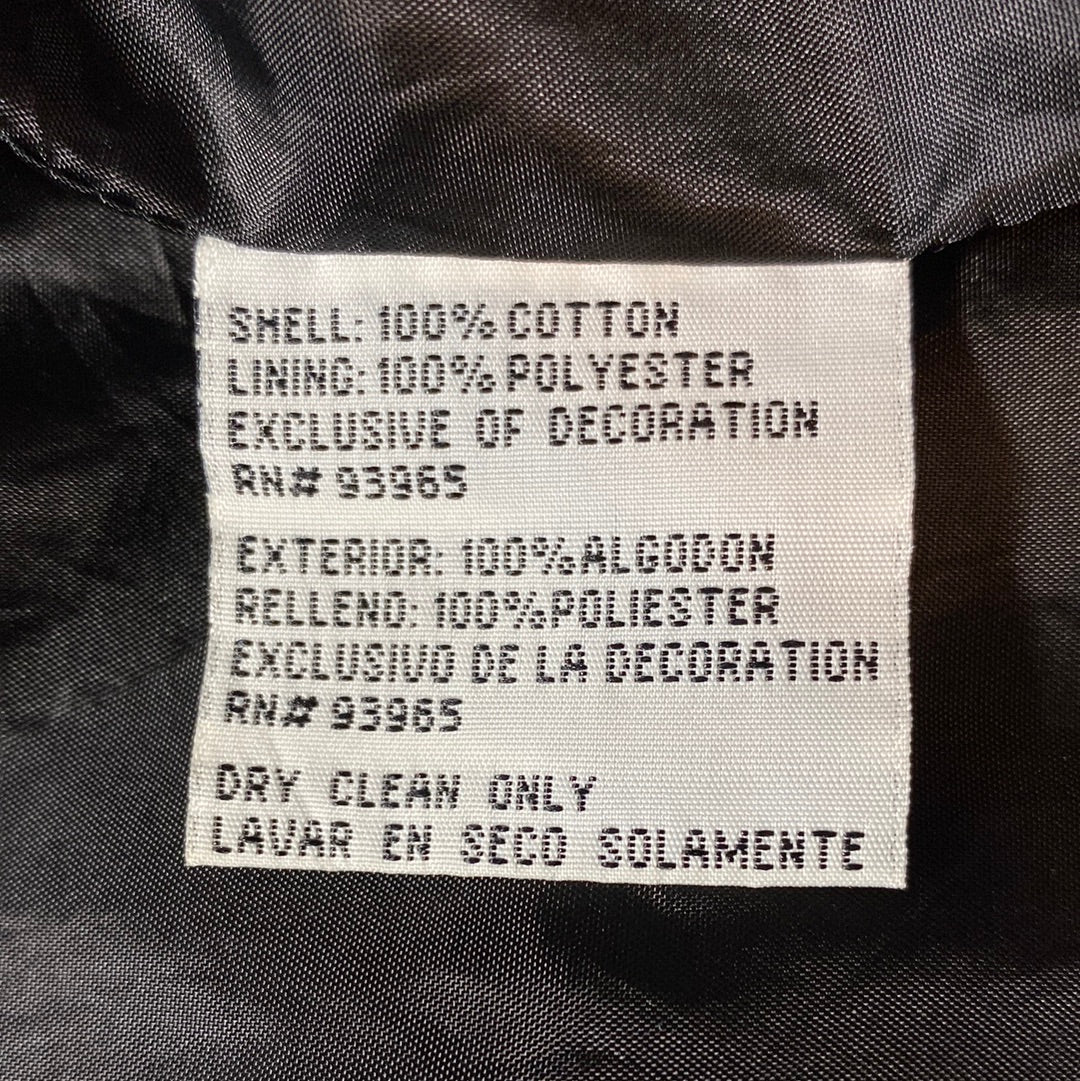 SHELL: 100% COTTON
LINING: 100% POLYESTER
EXCLUSIVE OF DECORATION
RN# 93965
EXTERIOR: 100% ALGODON
RELLENO: 100% POLIESTER
EXCLUSIVO DE LA DECORATION
RN# 93965
DRY CLEAN ONLY
LAVAR EN SECO SOLAMENTE